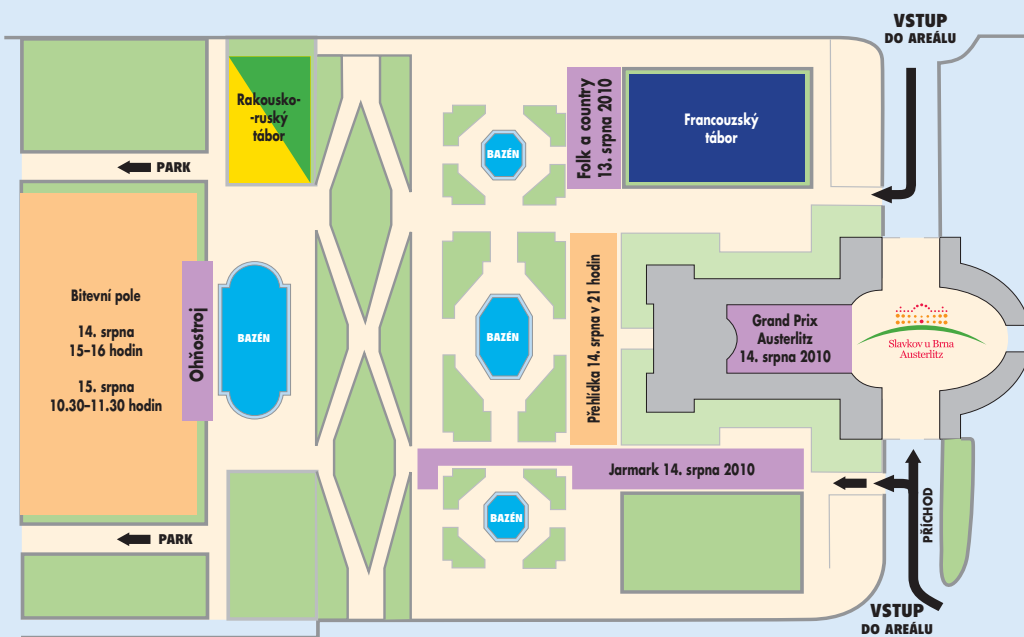 VSTUP
DO AREÁLU
Rakousko-
-ruský
tábor
BAZÉN
Folk a country
13. srpna 2010
Francouzský
tábor
PARK
Bitevní pole
14. srpna
15–16 hodin
15. srpna
10.30–11.30 hodin
Ohňostroj
BAZÉN
BAZÉN
Přehlídka 14. srpna v 21 hodin
Grand Prix
Austerlitz
14. srpna 2010
Slavkov u Brna
Austerlitz
Jarmark 14. srpna 2010
BAZÉN
PARK
PŘÍCHOD
VSTUP
DO AREÁLU